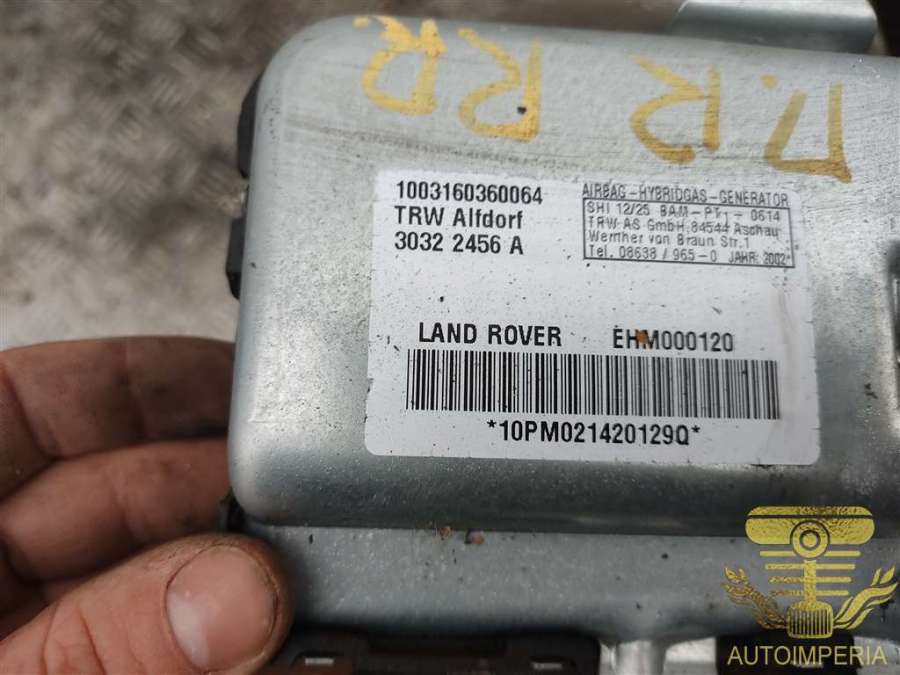 П.R RR RR.
1003160360064
TRW Alfdorf
3032 2456 A
AIRBAG-HYBRIDGAS-GENERATOR
SHI 12/25 BAM-PT1-0614
TRW AS GmbH,84544 Aschau
Wernher von Braun Str.1
Tel. 08638 / 965-0 JAHR: 2002*
LAND ROVER EHM000120
*10PM021420129Q*
AUTOIMPERIA